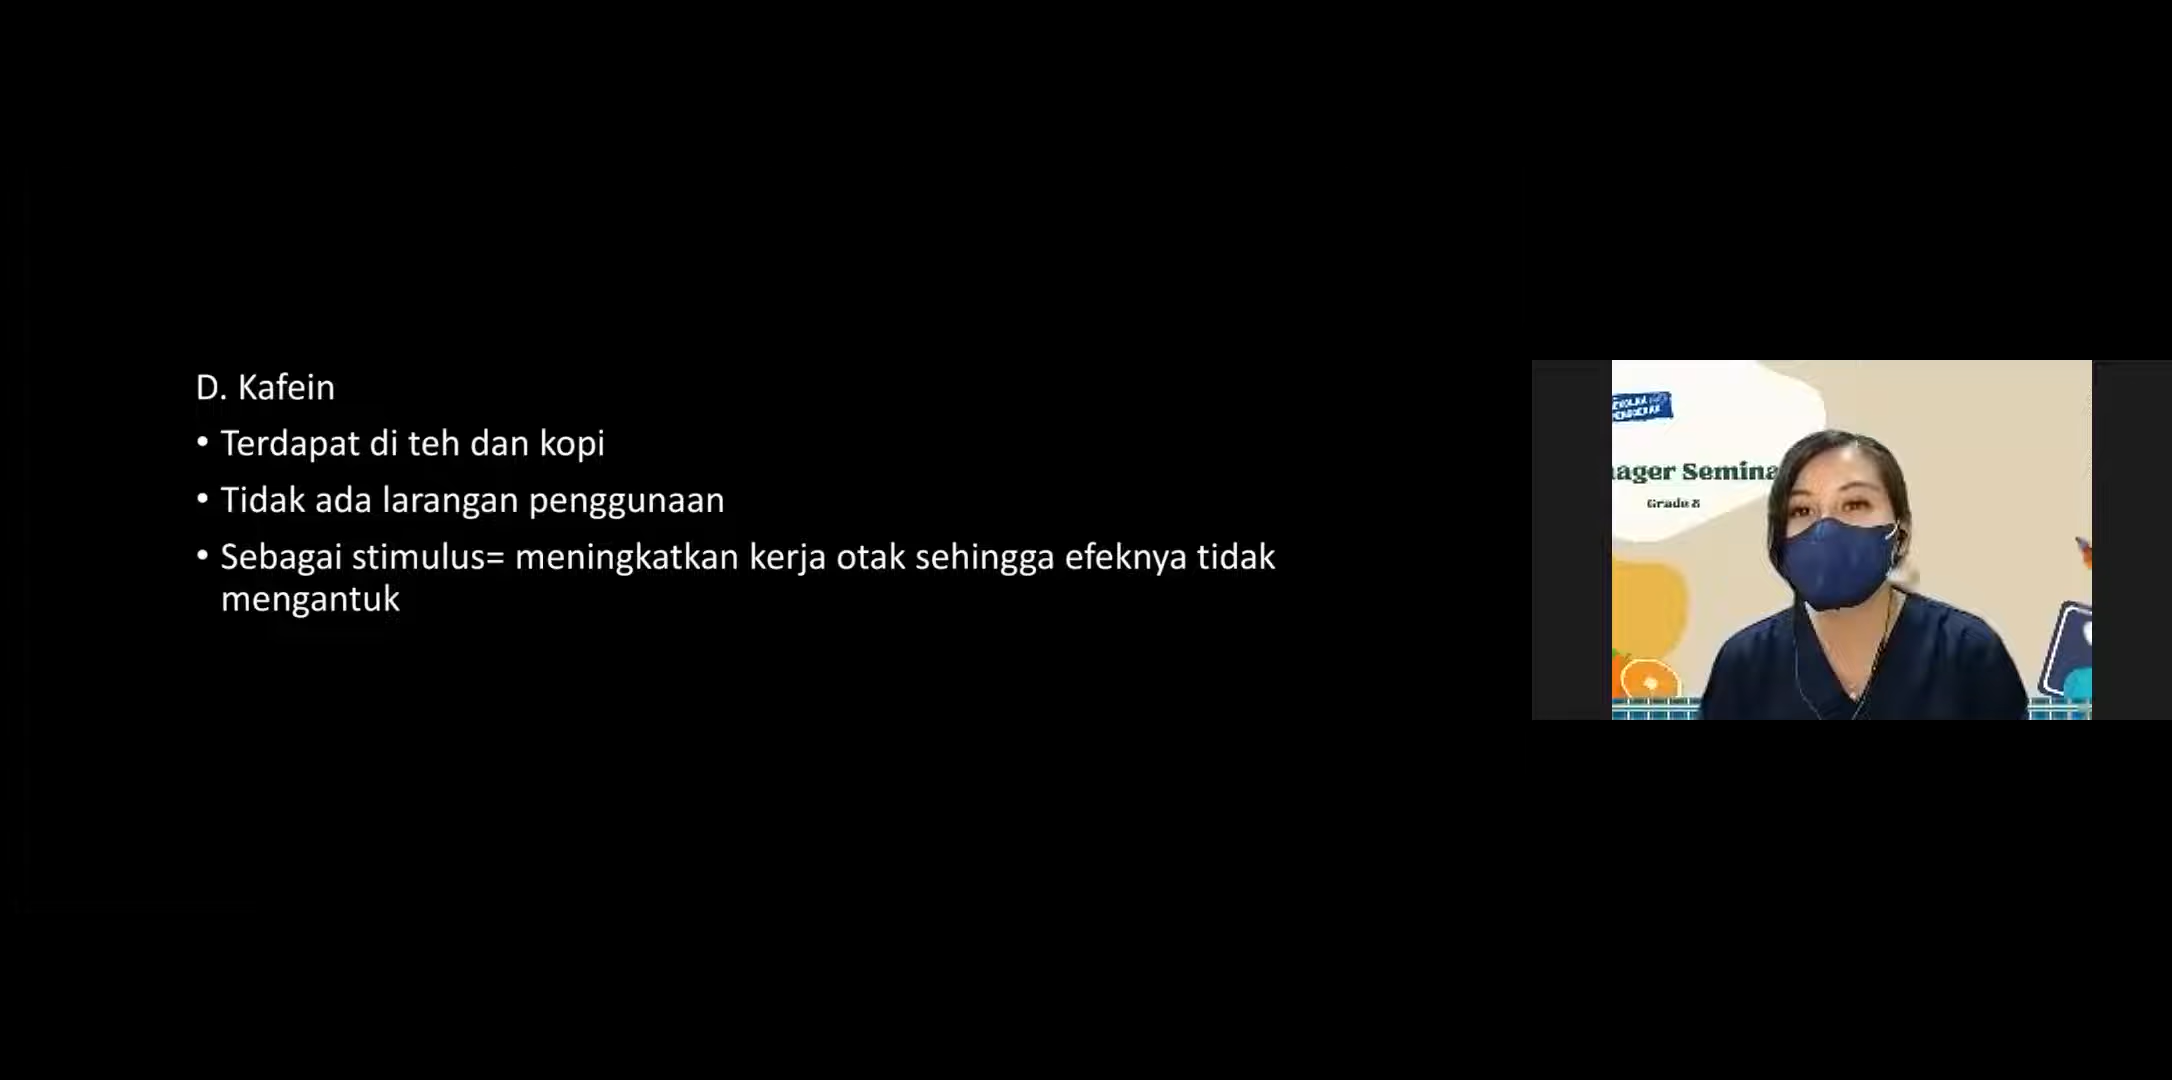 D. Kafein
• Terdapat di teh dan kopi
• Tidak ada larangan penggunaan
• Sebagai stimulus= meningkatkan kerja otak sehingga efeknya tidak
mengantuk
ager Semina
Grade 8